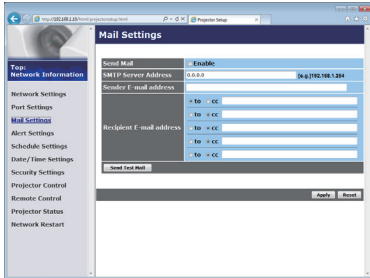 http://192.168.1.10/html/projectorsetup.html
Projector Setup
Mail Settings
Top:
Network Information
Network Settings
Port Settings
Mail Settings
Alert Settings
Schedule Settings
Date/Time Settings
Security Settings
Projector Control
Remote Control
Projector Status
Network Restart
Send Mail
Enable
SMTP Server Address
0.0.0.0
[e.g.]192.168.1.204
Sender E-mail address
Recipient E-mail address
to cc
to cc
to cc
to cc
to cc
Send Test Mail
Apply Reset